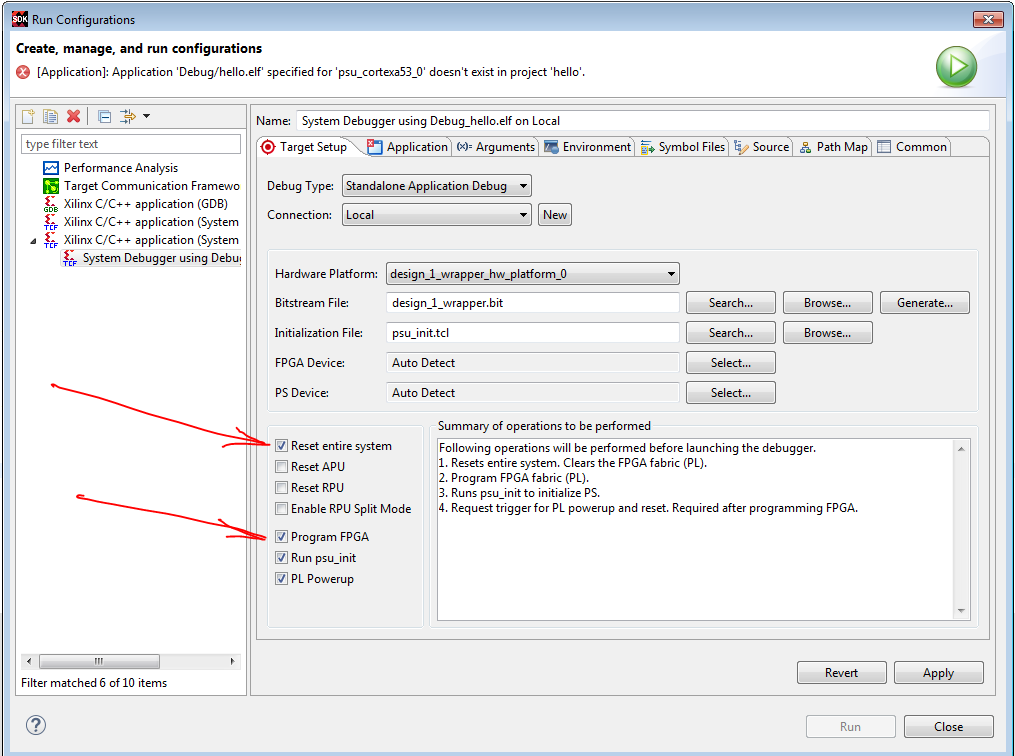 SDK Run Configurations
Create, manage, and run configurations
[Application]: Application 'Debug/hello.elf' specified for 'psu_cortexa53_0' doesn't exist in project 'hello'.
type filter text
Performance Analysis
Target Communication Framewo
GDB Xilinx C/C++ application (GDB)
TCF Xilinx C/C++ application (System
TCF Xilinx C/C++ application (System
TCF System Debugger using Debug
Filter matched 6 of 10 items
Name: System Debugger using Debug_hello.elf on Local
Target Setup Application (x)= Arguments Environment Symbol Files Source Path Map Common
Debug Type: Standalone Application Debug
Connection: Local New
Hardware Platform: design_1_wrapper_hw_platform_0
Bitstream File: design_1_wrapper.bit Search... Browse... Generate...
Initialization File: psu_init.tcl Search... Browse...
FPGA Device: Auto Detect Select...
PS Device: Auto Detect Select...
Reset entire system
Reset APU
Reset RPU
Enable RPU Split Mode
Program FPGA
Run psu_init
PL Powerup
Summary of operations to be performed
Following operations will be performed before launching the debugger.
1. Resets entire system. Clears the FPGA fabric (PL).
2. Program FPGA fabric (PL).
3. Runs psu_init to initialize PS.
4. Request trigger for PL powerup and reset. Required after programming FPGA.
Revert Apply
? Run Close